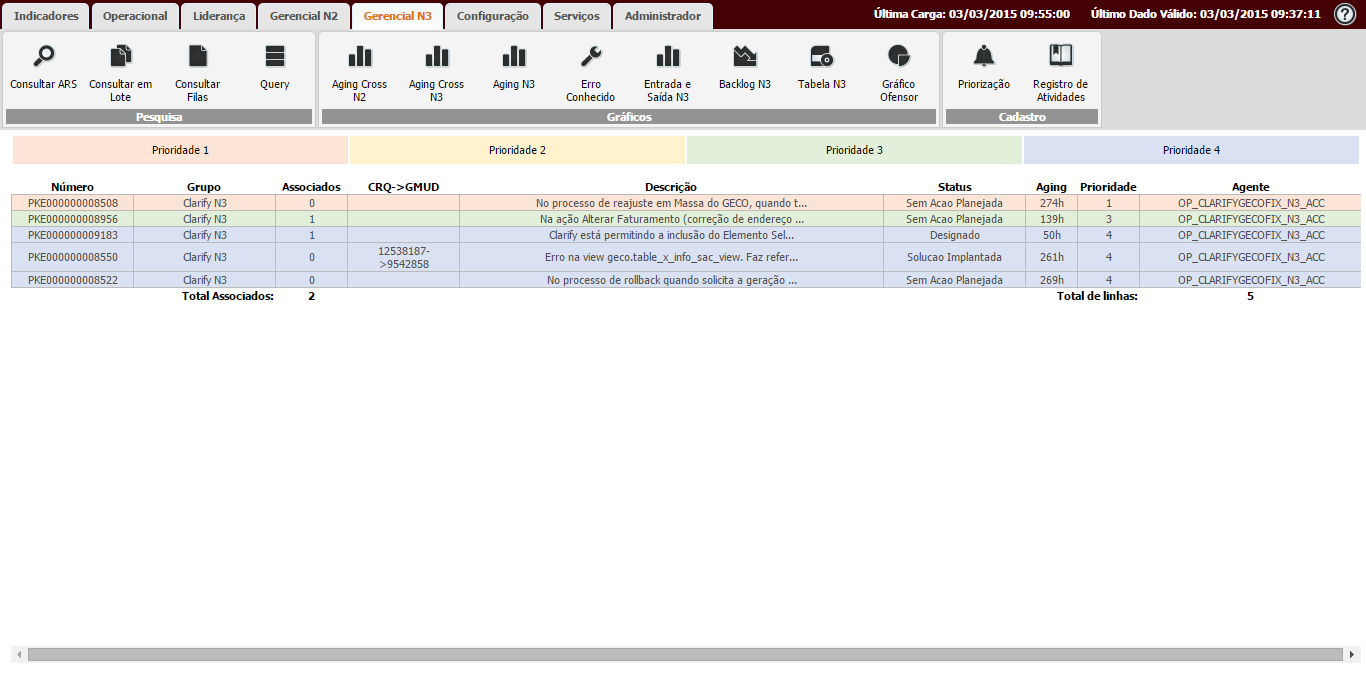 Indicadores Operacional Liderança Gerencial N2 Gerencial N3 Configuração Serviços Administrador Última Carga: 03/03/2015 09:55:00 Último Dado Válido: 03/03/2015 09:37:11 ?
Consultar ARS Consultar em Lote Consultar Filas Query
Pesquisa
Aging Cross N2 Aging Cross N3 Aging N3 Erro Conhecido Entrada e Saída N3 Backlog N3 Tabela N3 Gráfico Ofensor
Gráficos
Priorização Registro de Atividades
Cadastro
Prioridade 1 Prioridade 2 Prioridade 3 Prioridade 4
Número Grupo Associados CRQ->GMUD Descrição Status Aging Prioridade Agente
PKE000000008508 Clarify N3 0 No processo de reajuste em Massa do GECO, quando t... Sem Acao Planejada 274h 1 OP_CLARIFYGECOFIX_N3_ACC
PKE000000008956 Clarify N3 1 Na ação Alterar Faturamento (correção de endereço ... Sem Acao Planejada 139h 3 OP_CLARIFYGECOFIX_N3_ACC
PKE000000009183 Clarify N3 1 Clarify está permitindo a inclusão do Elemento Sel... Designado 50h 4 OP_CLARIFYGECOFIX_N3_ACC
PKE000000008550 Clarify N3 0 12538187->9542858 Erro na view geco.table_x_info_sac_view. Faz refer... Solucao Implantada 261h 4 OP_CLARIFYGECOFIX_N3_ACC
PKE000000008522 Clarify N3 0 No processo de rollback quando solicita a geração ... Sem Acao Planejada 269h 4 OP_CLARIFYGECOFIX_N3_ACC
Total Associados: 2 Total de linhas: 5